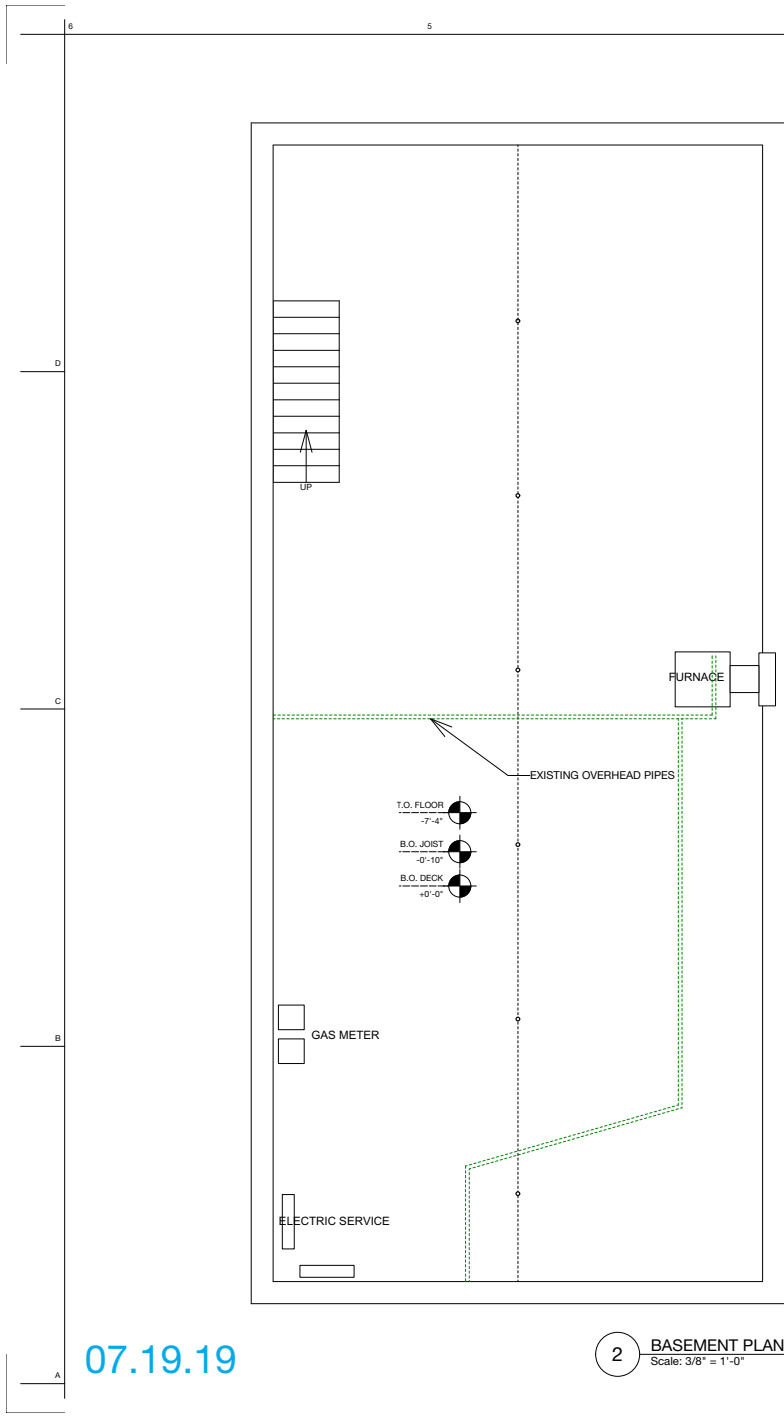 6
5
D
UP
FURNACE
C
EXISTING OVERHEAD PIPES
T.O. FLOOR
-7'-4"
B.O. JOIST
-0'-10"
B.O. DECK
+0'-0"
GAS METER
B
ELECTRIC SERVICE
07.19.19
2
BASEMENT PLAN
Scale: 3/8" = 1'-0"
A